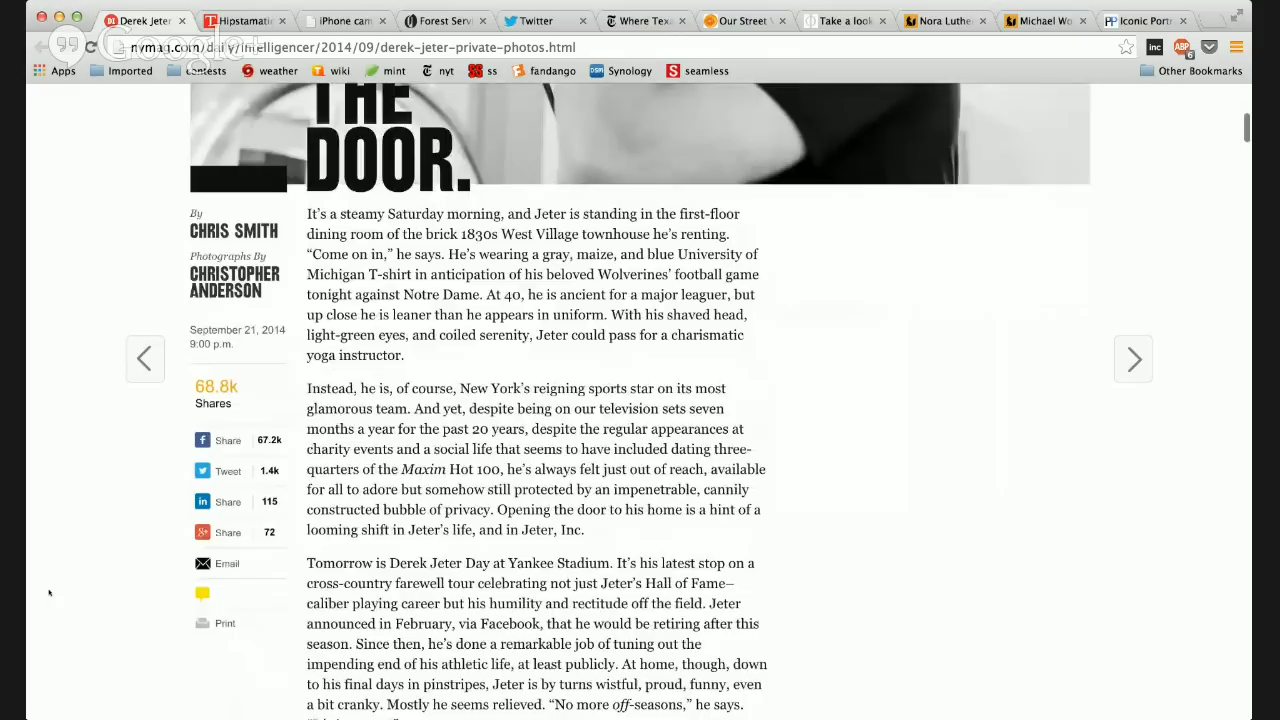 Derek Jeter
Hipstamatic
iPhone cam
Forest Servi
Twitter
Where Texa
Our Street V
Take a look
Nora Luthe
Michael W
Iconic Portr
Google+
nymag.com/daily/intelligencer/2014/09/derek-jeter-private-photos.html
inc
ABP
6
Apps
Imported
contests
weather
wiki
mint
nyt
ss
fandango
Synology
seamless
Other Bookmarks
THE
DOOR.
By
CHRIS SMITH
Photographs By
CHRISTOPHER
ANDERSON
September 21, 2014
9:00 p.m.
68.8k
Shares
Share 67.2k
Tweet 1.4k
Share 115
Share 72
Email
Print
It's a steamy Saturday morning, and Jeter is standing in the first-floor
dining room of the brick 1830s West Village townhouse he's renting.
“Come on in,” he says. He's wearing a gray, maize, and blue University of
Michigan T-shirt in anticipation of his beloved Wolverines' football game
tonight against Notre Dame. At 40, he is ancient for a major leaguer, but
up close he is leaner than he appears in uniform. With his shaved head,
light-green eyes, and coiled serenity, Jeter could pass for a charismatic
yoga instructor.
Instead, he is, of course, New York's reigning sports star on its most
glamorous team. And yet, despite being on our television sets seven
months a year for the past 20 years, despite the regular appearances at
charity events and a social life that seems to have included dating three-
quarters of the Maxim Hot 100, he's always felt just out of reach, available
for all to adore but somehow still protected by an impenetrable, cannily
constructed bubble of privacy. Opening the door to his home is a hint of a
looming shift in Jeter's life, and in Jeter, Inc.
Tomorrow is Derek Jeter Day at Yankee Stadium. It's his latest stop on a
cross-country farewell tour celebrating not just Jeter's Hall of Fame–
caliber playing career but his humility and rectitude off the field. Jeter
announced in February, via Facebook, that he would be retiring after this
season. Since then, he's done a remarkable job of tuning out the
impending end of his athletic life, at least publicly. At home, though, down
to his final days in pinstripes, Jeter is by turns wistful, proud, funny, even
a bit cranky. Mostly he seems relieved. “No more off-seasons,” he says.